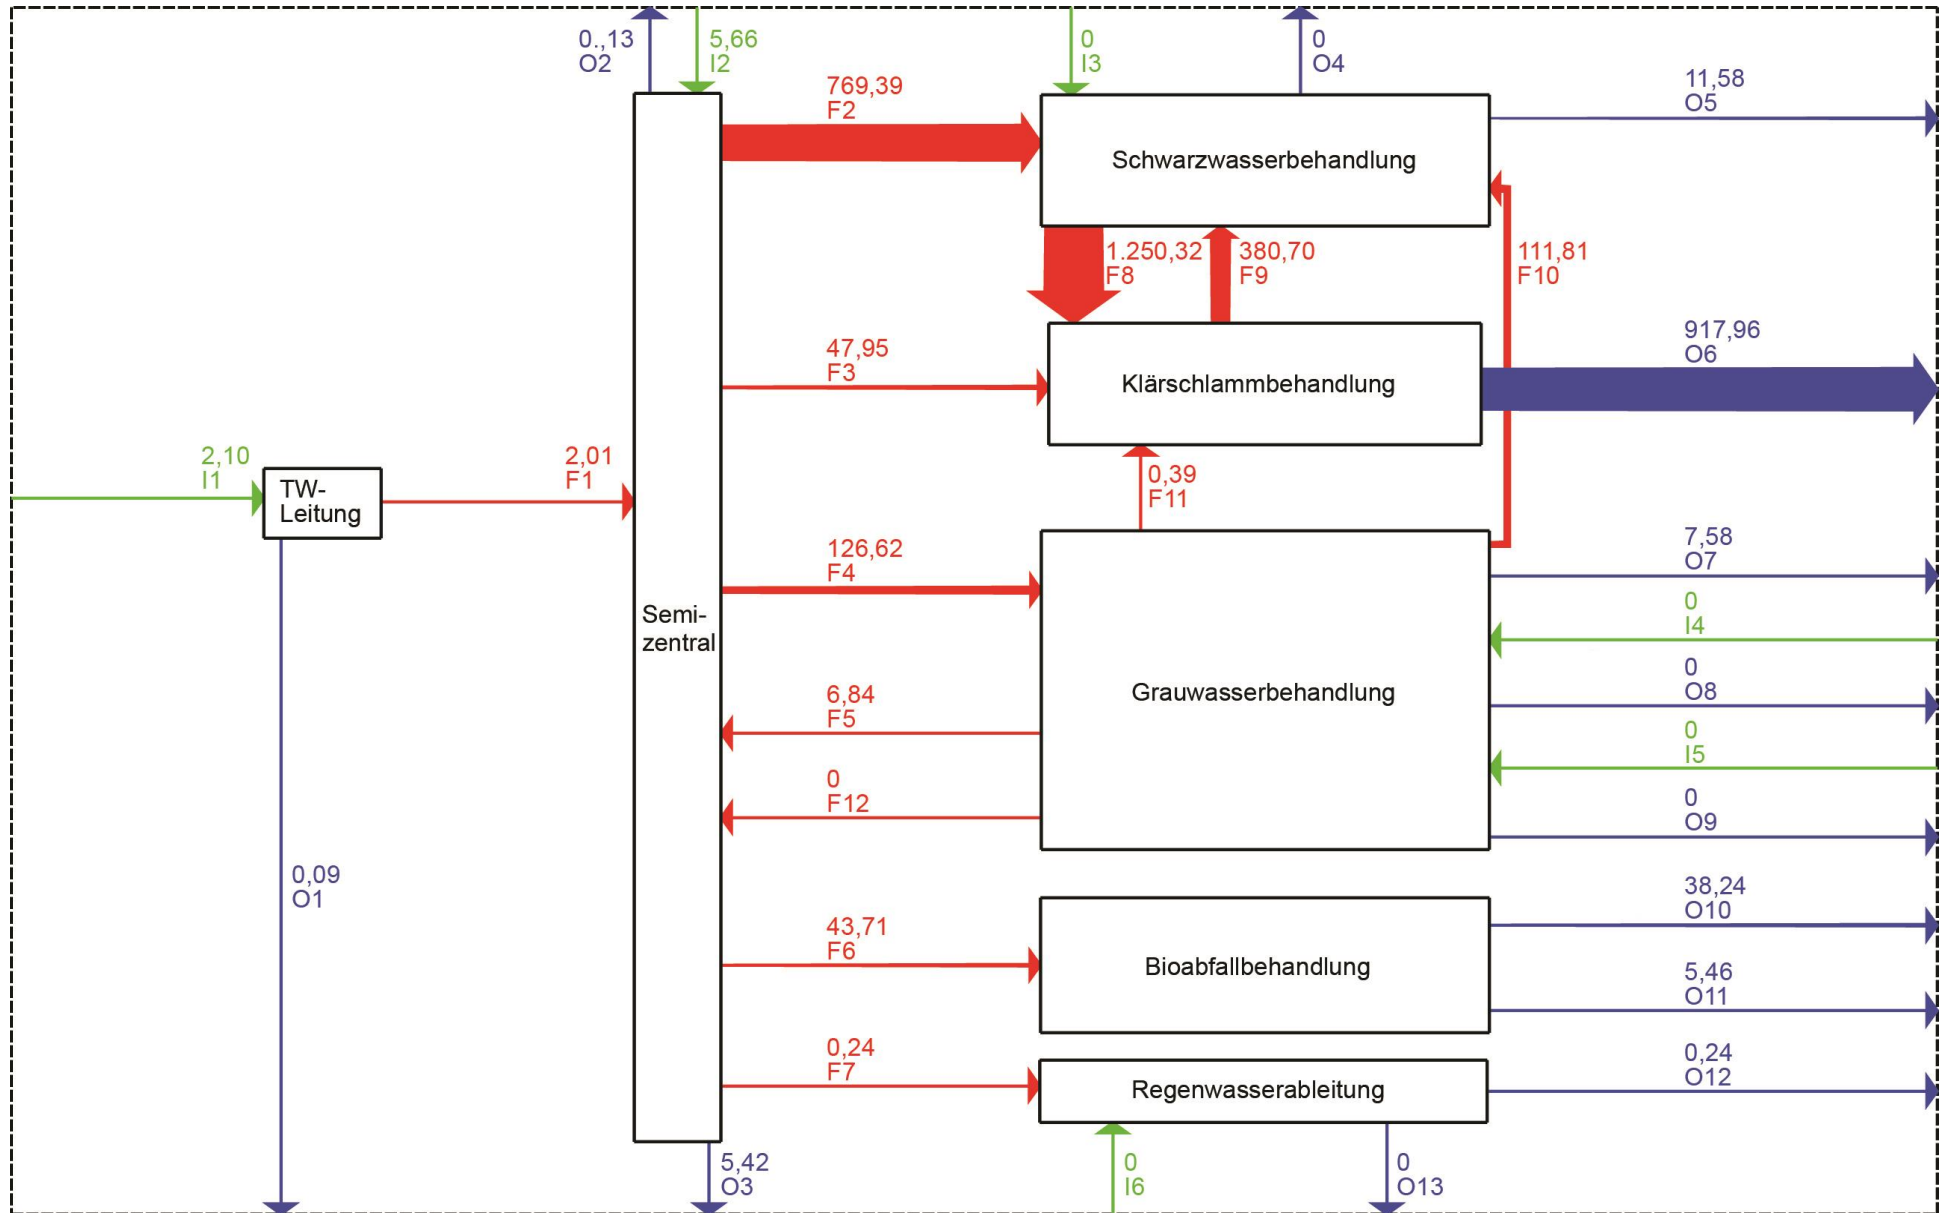 0.,13
O2
5,66
I2
0
I3
0
O4
769,39
F2
11,58
O5
Schwarzwasserbehandlung
1.250,32
F8
380,70
F9
111,81
F10
47,95
F3
Klärschlammbehandlung
917,96
O6
2,10
I1
TW-
Leitung
2,01
F1
0,39
F11
126,62
F4
7,58
O7
Semi-
zentral
0
I4
6,84
F5
Grauwasserbehandlung
0
O8
0
I5
0
F12
0
O9
0,09
O1
43,71
F6
Bioabfallbehandlung
38,24
O10
5,46
O11
0,24
F7
Regenwasserableitung
0,24
O12
5,42
O3
0
I6
0
O13